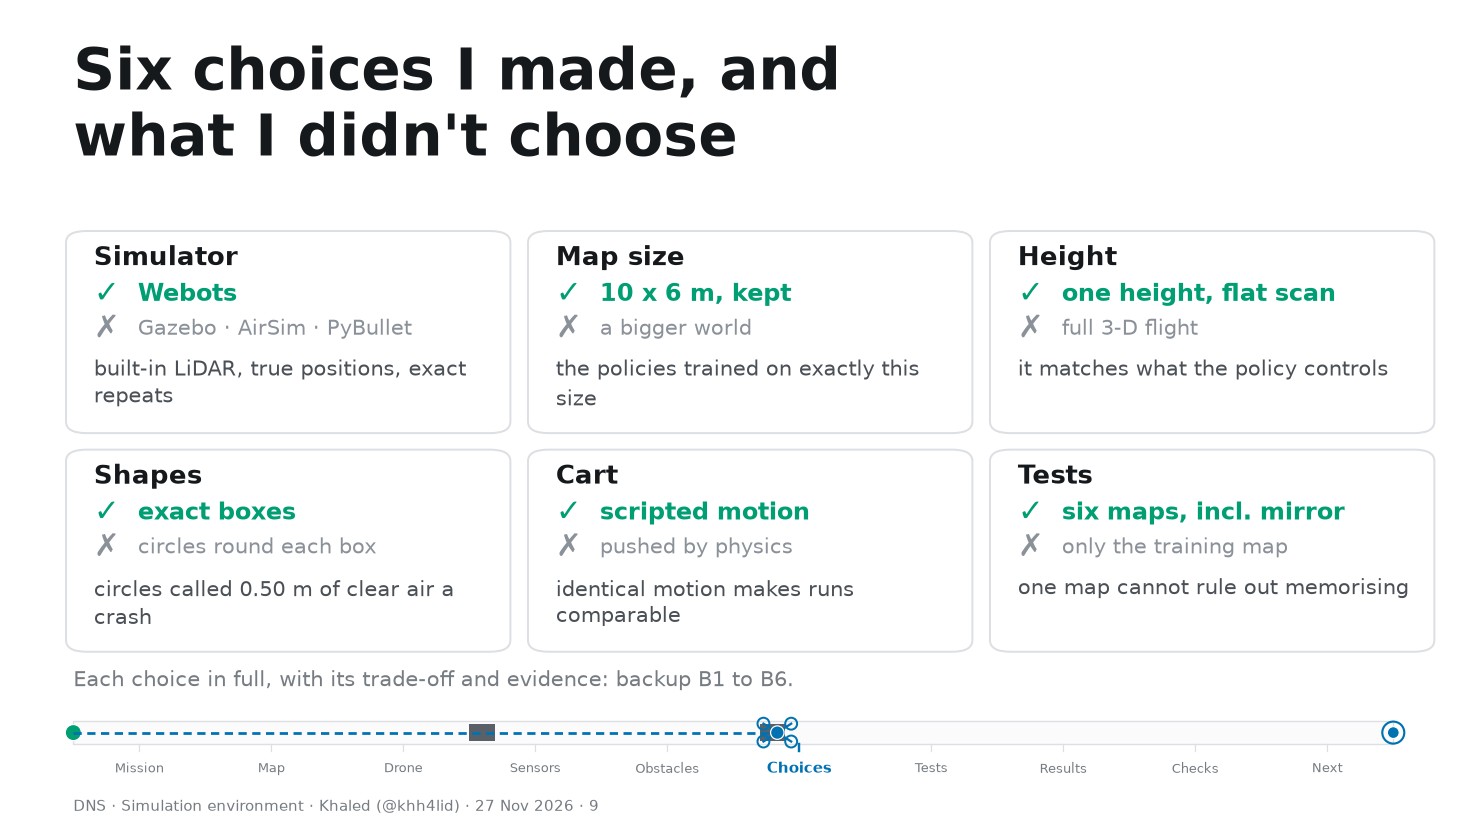 Six choices I made, and
what I didn't choose
Simulator
✓ Webots
✗ Gazebo · AirSim · PyBullet
built-in LiDAR, true positions, exact
repeats
Map size
✓ 10 x 6 m, kept
✗ a bigger world
the policies trained on exactly this
size
Height
✓ one height, flat scan
✗ full 3-D flight
it matches what the policy controls
Shapes
✓ exact boxes
✗ circles round each box
circles called 0.50 m of clear air a
crash
Cart
✓ scripted motion
✗ pushed by physics
identical motion makes runs
comparable
Tests
✓ six maps, incl. mirror
✗ only the training map
one map cannot rule out memorising
Each choice in full, with its trade-off and evidence: backup B1 to B6.
Mission Map Drone Sensors Obstacles Choices Tests Results Checks Next
DNS · Simulation environment · Khaled (@khh4lid) · 27 Nov 2026 · 9